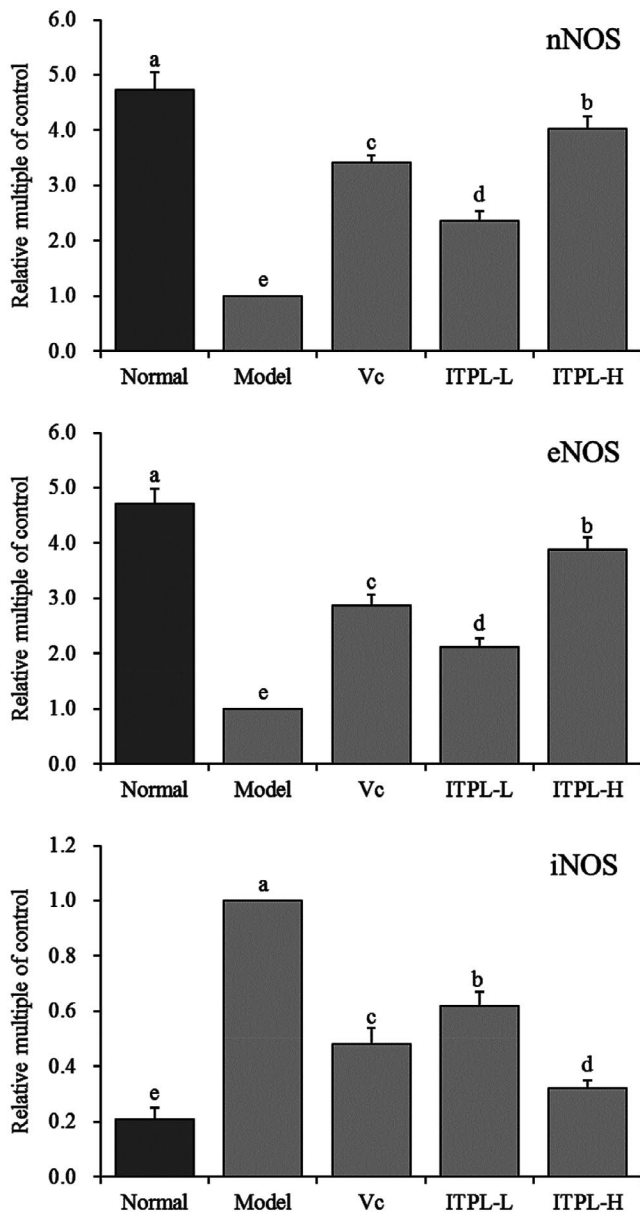 nNOS
Relative multiple of control
6.0
5.0
4.0
3.0
2.0
1.0
0.0
a
e
c
d
b
Normal Model Vc ITPL-L ITPL-H
eNOS
Relative multiple of control
6.0
5.0
4.0
3.0
2.0
1.0
0.0
a
e
c
d
b
Normal Model Vc ITPL-L ITPL-H
iNOS
Relative multiple of control
1.2
1.0
0.8
0.6
0.4
0.2
0.0
e
a
c
b
d
Normal Model Vc ITPL-L ITPL-H